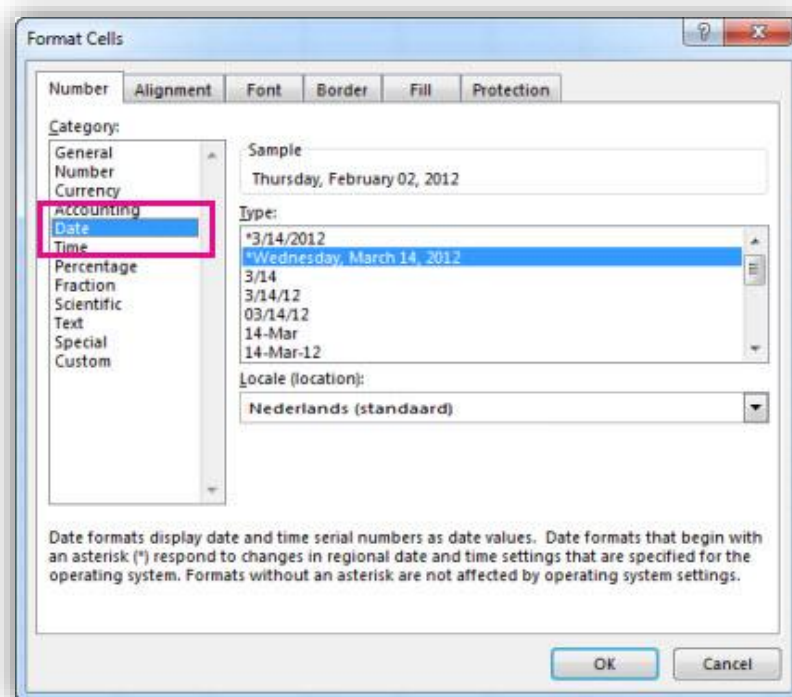 Format Cells
Number Alignment Font Border Fill Protection
Category:
General
Number
Currency
Accounting
Date
Time
Percentage
Fraction
Scientific
Text
Special
Custom
Sample
Thursday, February 02, 2012
Type:
*3/14/2012
*Wednesday, March 14, 2012
3/14
3/14/12
03/14/12
14-Mar
14-Mar-12
Locale (location):
Nederlands (standaard)
Date formats display date and time serial numbers as date values. Date formats that begin with
an asterisk (*) respond to changes in regional date and time settings that are specified for the
operating system. Formats without an asterisk are not affected by operating system settings.
OK Cancel